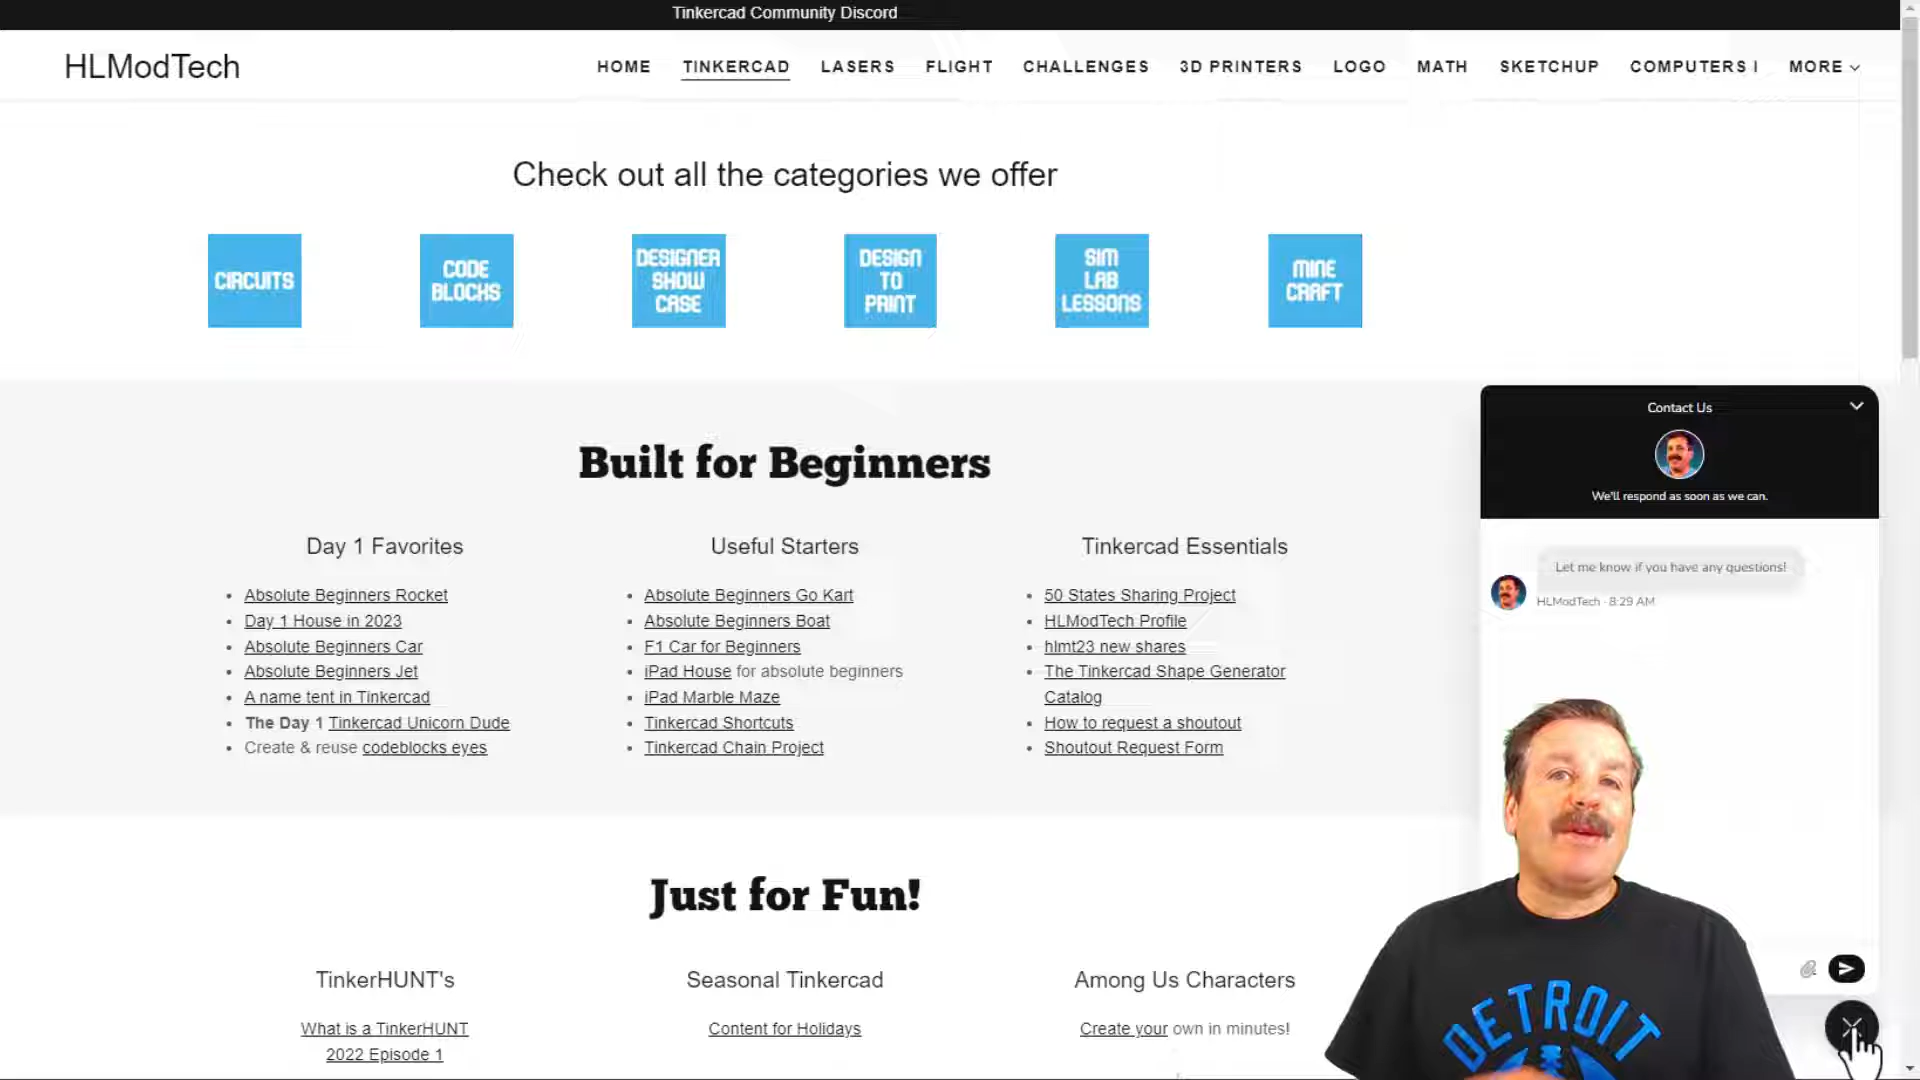 Tinkercad Community Discord
HLModTech
HOME TINKERCAD LASERS FLIGHT CHALLENGES 3D PRINTERS LOGO MATH SKETCHUP COMPUTERS I MORE
Check out all the categories we offer
CIRCUITS
CODE
BLOCKS
DESIGNER
SHOW
CASE
DESIGN
TO
PRINT
SIM
LAB
LESSONS
MINE
CRAFT
Built for Beginners
Day 1 Favorites
Absolute Beginners Rocket
Day 1 House in 2023
Absolute Beginners Car
Absolute Beginners Jet
A name tent in Tinkercad
The Day 1 Tinkercad Unicorn Dude
Create & reuse codeblocks eyes
Useful Starters
Absolute Beginners Go Kart
Absolute Beginners Boat
F1 Car for Beginners
iPad House for absolute beginners
iPad Marble Maze
Tinkercad Shortcuts
Tinkercad Chain Project
Tinkercad Essentials
50 States Sharing Project
HLModTech Profile
hlmt23 new shares
The Tinkercad Shape Generator
Catalog
How to request a shoutout
Shoutout Request Form
Contact Us
We'll respond as soon as we can.
Let me know if you have any questions!
HLModTech - 8:29 AM
Just for Fun!
TinkerHUNT's
What is a TinkerHUNT
2022 Episode 1
Seasonal Tinkercad
Content for Holidays
Among Us Characters
Create your own in minutes!
DETROIT